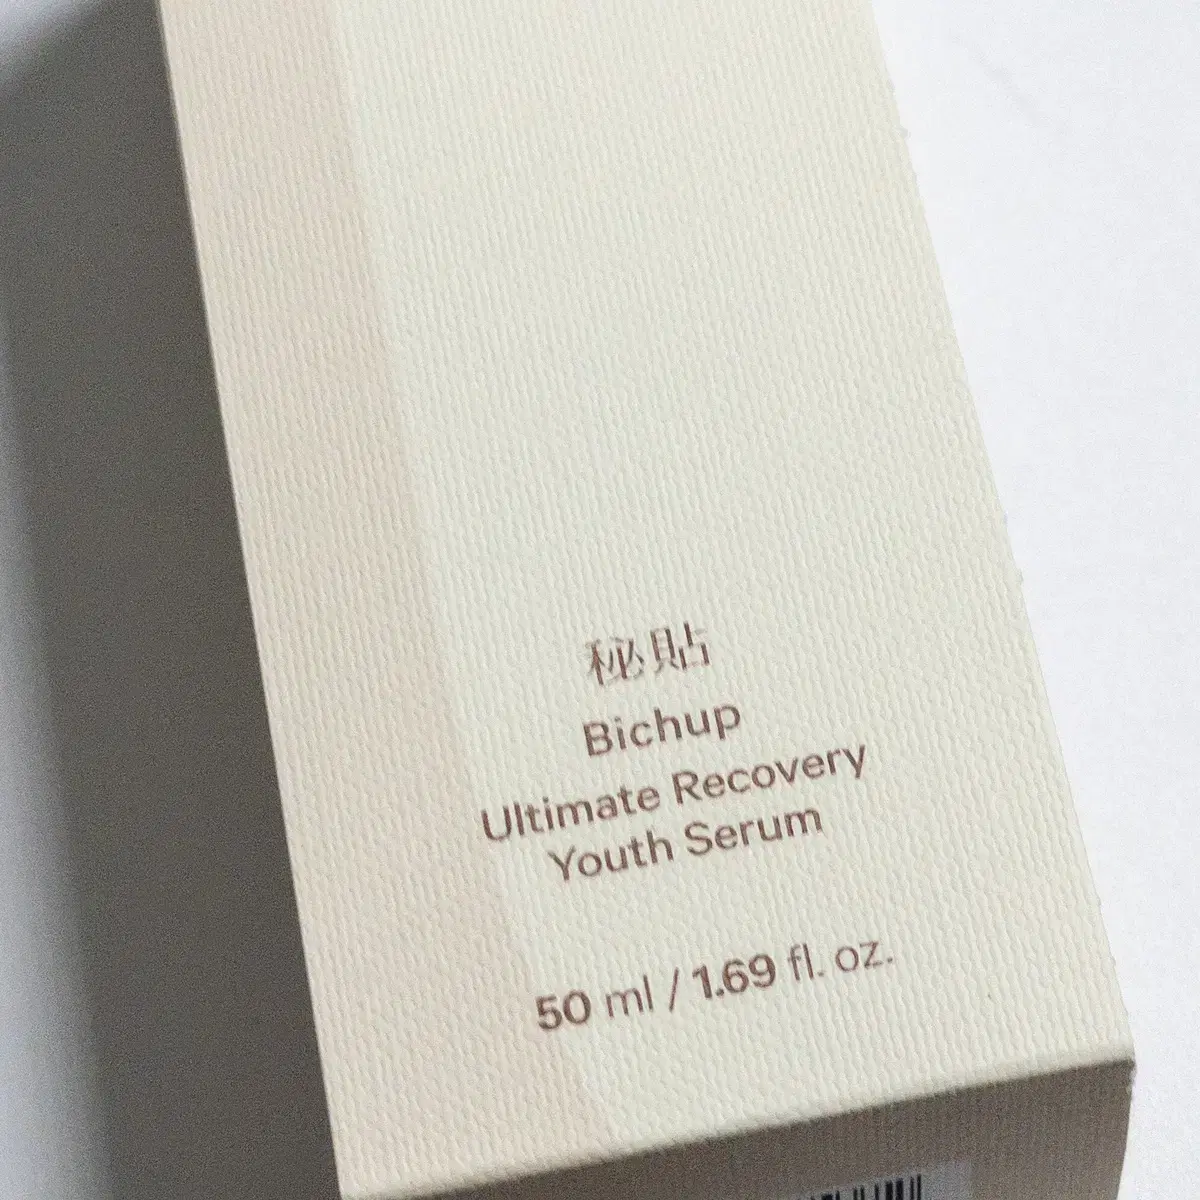 秘貼
Bichup
Ultimate Recovery
Youth Serum
50 ml / 1.69 fl. oz.